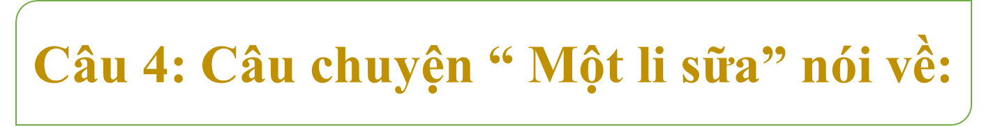 Câu 4: Câu chuyện “ Một li sữa” nói về: